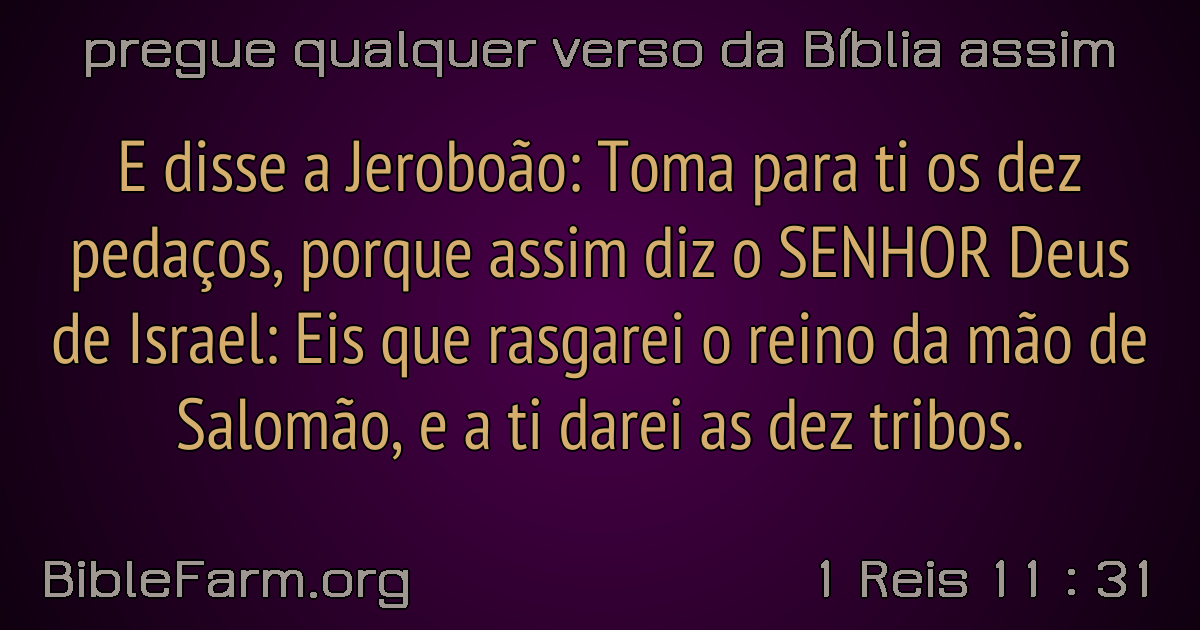 pregue qualquer verso da Bíblia assim
E disse a Jeroboão: Toma para ti os dez
pedaços, porque assim diz o SENHOR Deus
de Israel: Eis que rasgarei o reino da mão de
Salomão, e a ti darei as dez tribos.
BibleFarm.org
1 Reis 11 : 31